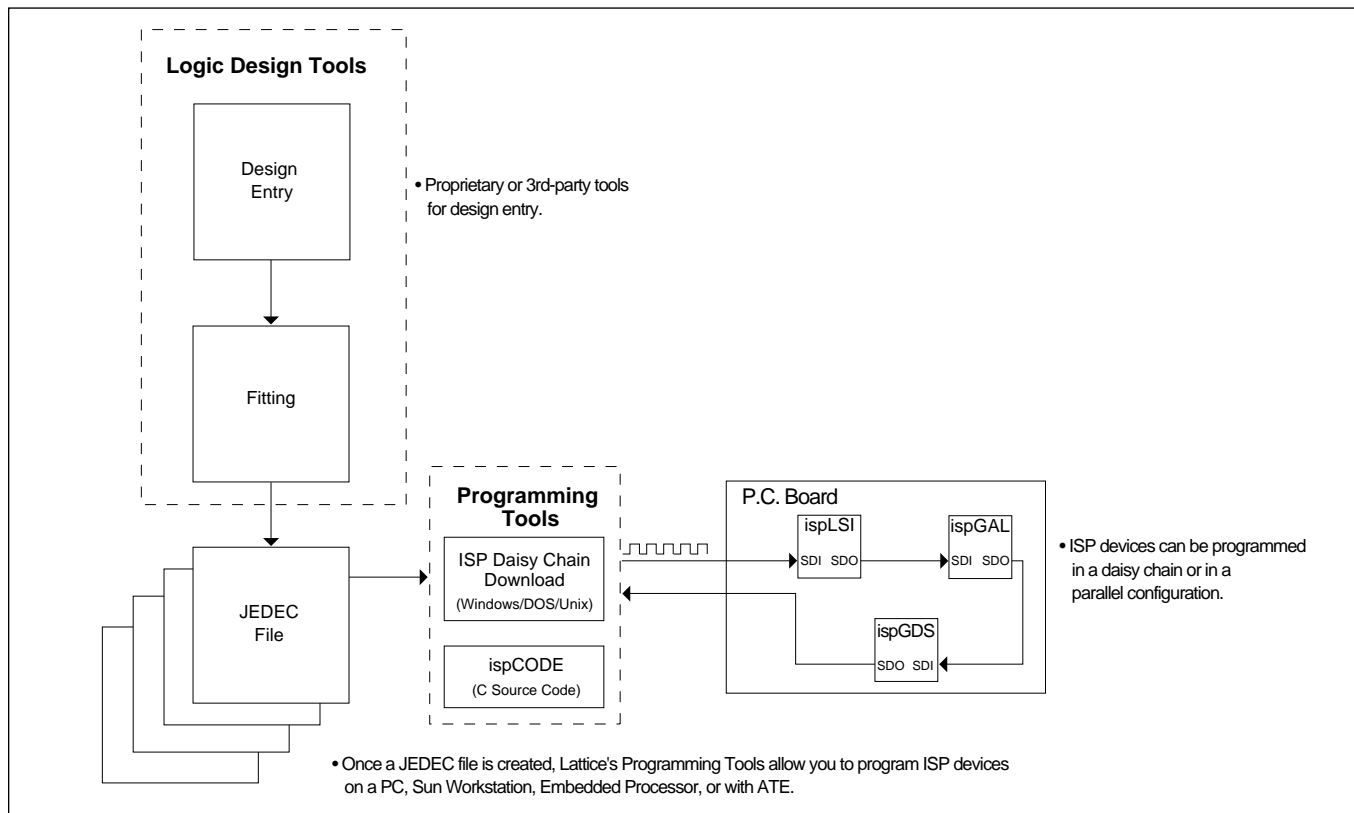 Logic Design Tools
Design
Entry
• Proprietary or 3rd-party tools
for design entry.
Fitting
JEDEC
File
Programming
Tools
ISP Daisy Chain
Download
(Windows/DOS/Unix)
ispCODE
(C Source Code)
P.C. Board
ispLSI
SDI SDO
ispGAL
SDI SDO
ispGDS
SDO SDI
• ISP devices can be programmed
in a daisy chain or in a
parallel configuration.
• Once a JEDEC file is created, Lattice's Programming Tools allow you to program ISP devices
on a PC, Sun Workstation, Embedded Processor, or with ATE.